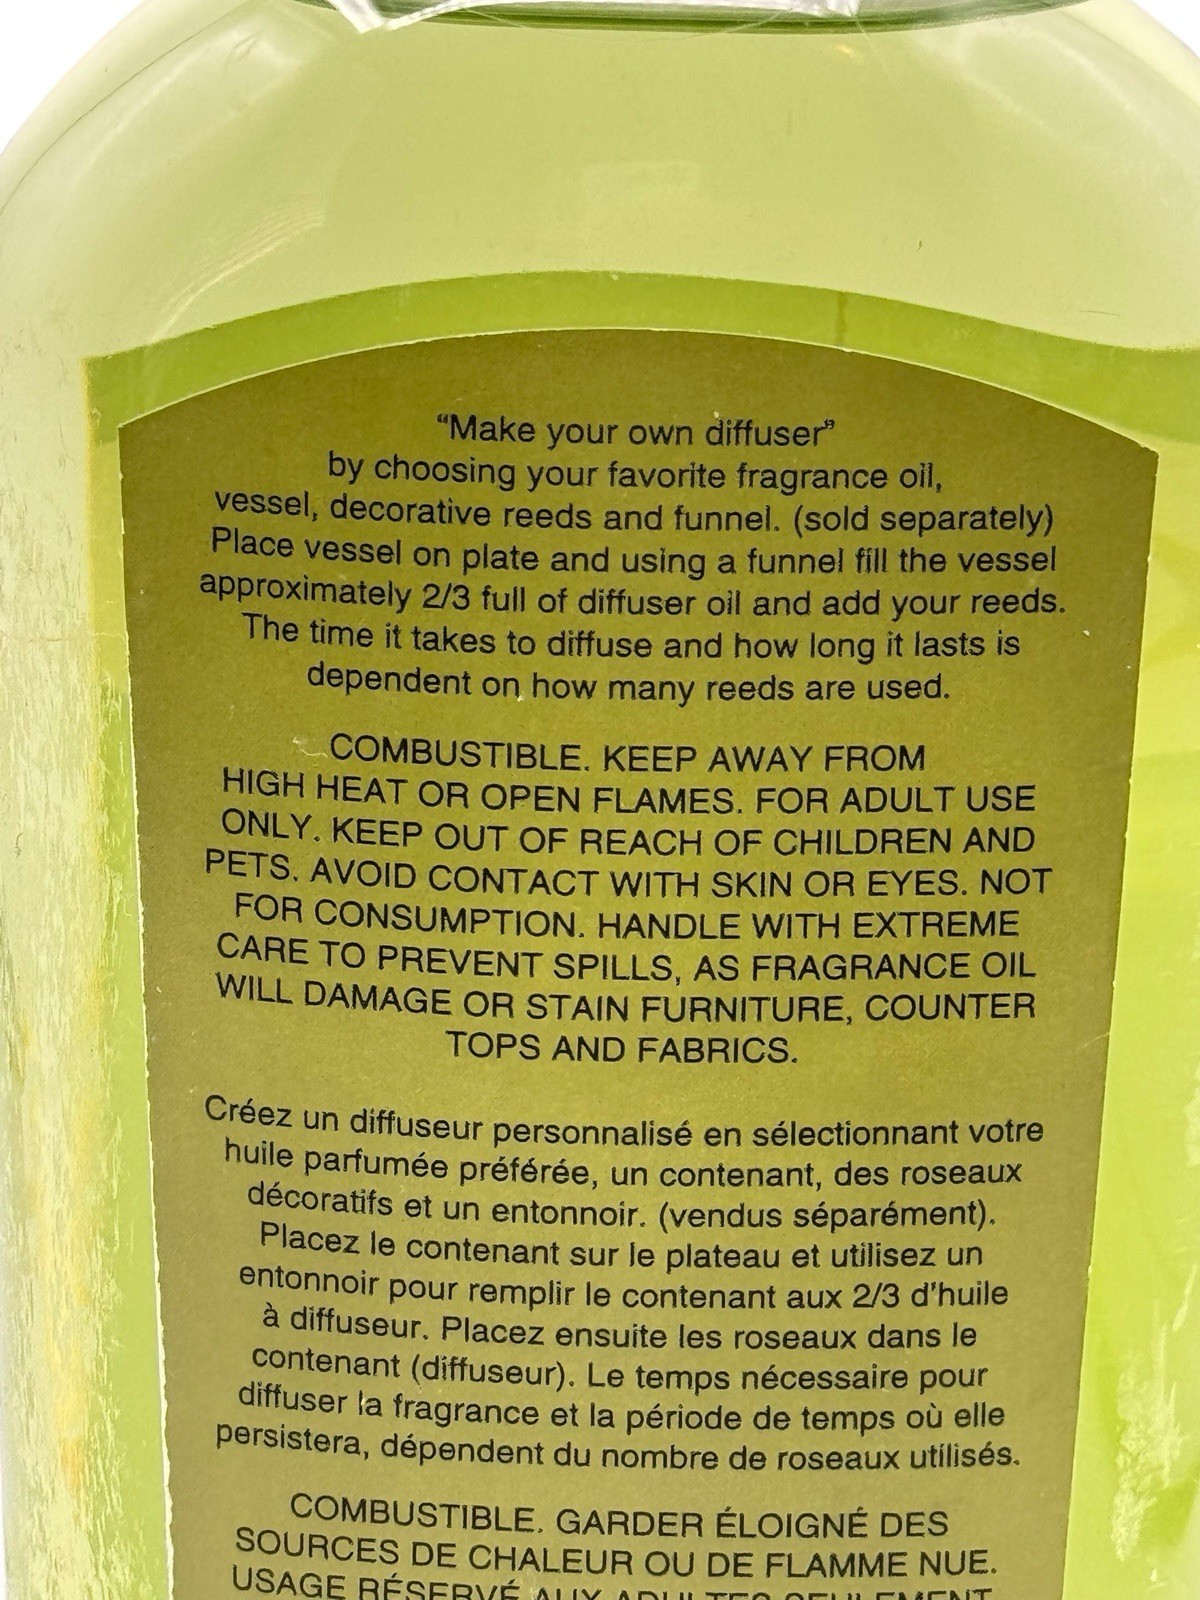 “Make your own diffuser”
by choosing your favorite fragrance oil,
vessel, decorative reeds and funnel. (sold separately)
Place vessel on plate and using a funnel fill the vessel
approximately 2/3 full of diffuser oil and add your reeds.
The time it takes to diffuse and how long it lasts is
dependent on how many reeds are used.
COMBUSTIBLE. KEEP AWAY FROM
HIGH HEAT OR OPEN FLAMES. FOR ADULT USE
ONLY. KEEP OUT OF REACH OF CHILDREN AND
PETS. AVOID CONTACT WITH SKIN OR EYES. NOT
FOR CONSUMPTION. HANDLE WITH EXTREME
CARE TO PREVENT SPILLS, AS FRAGRANCE OIL
WILL DAMAGE OR STAIN FURNITURE, COUNTER
TOPS AND FABRICS.
Créez un diffuseur personnalisé en sélectionnant votre
huile parfumée préférée, un contenant, des roseaux
décoratifs et un entonnoir. (vendus séparément).
Placez le contenant sur le plateau et utilisez un
entonnoir pour remplir le contenant aux 2/3 d'huile
à diffuseur. Placez ensuite les roseaux dans le
contenant (diffuseur). Le temps nécessaire pour
diffuser la fragrance et la période de temps où elle
persistera, dépendent du nombre de roseaux utilisés.
COMBUSTIBLE. GARDER ÉLOIGNÉ DES
SOURCES DE CHALEUR OU DE FLAMME NUE.
USAGE RÉSERVÉ AUX ADULTES SEULEMENT